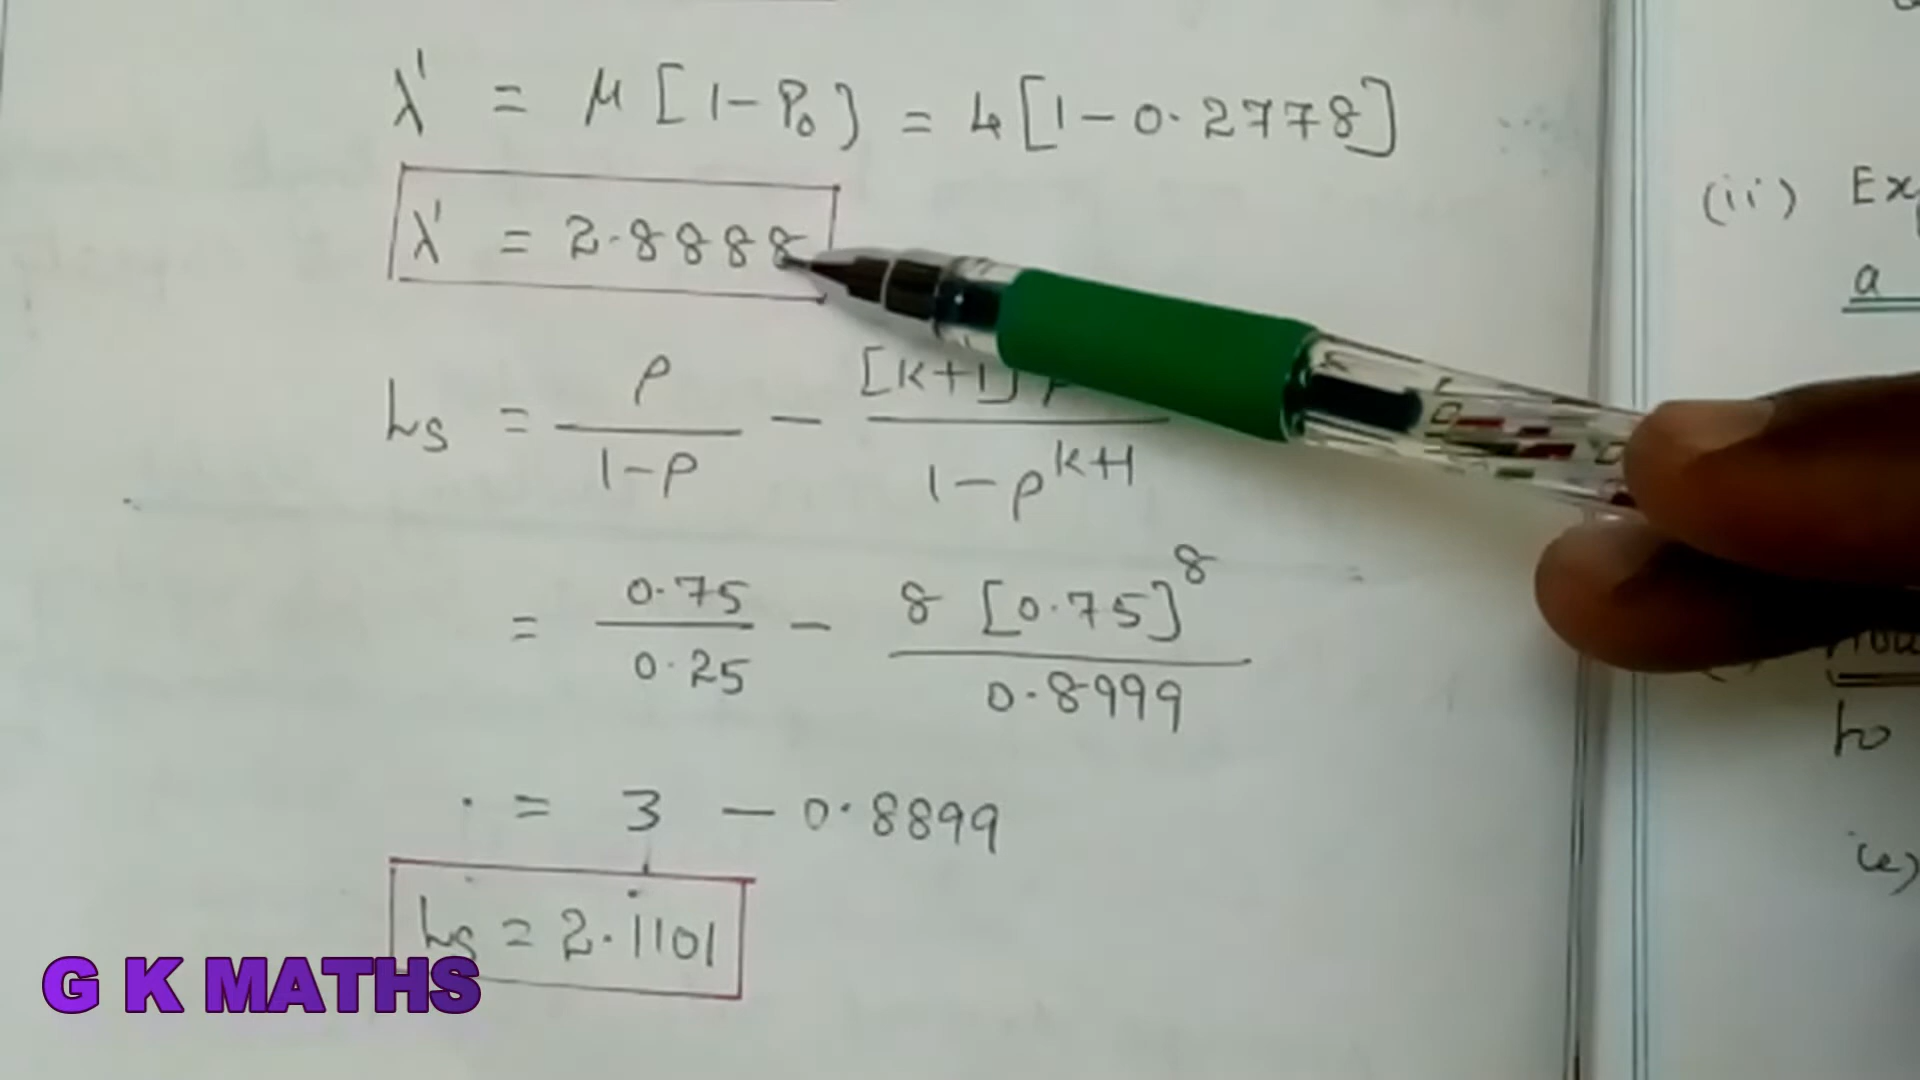 λ' = μ [1-P₀] = 4[1-0.2778]
λ' = 2.8888
Ls = ρ / 1-ρ - [k+1] / 1-ρ^k+1
= 0.75 / 0.25 - 8 [0.75]^8 / 0.8999
= 3 - 0.8899
Ls = 2.1101
G K MATHS
(ii)
a
to